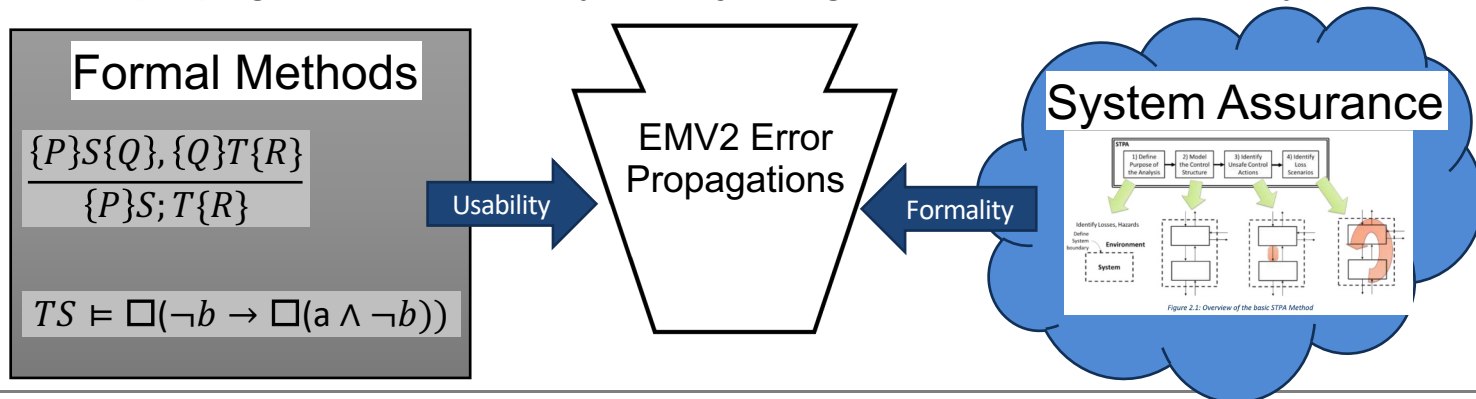 Formal Methods
{P}S{Q}, {Q}T{R}
{P}S; T{R}
TS ⊨ □(¬b → □(a ∧ ¬b))
Usability
EMV2 Error
Propagations
Formality
System Assurance
STPA
1) Define
Purpose of
the Analysis
2) Model
the Control
Structure
3) Identify
Unsafe Control
Actions
4) Identify
Loss
Scenarios
Identify Losses, Hazards
Define
System
boundary
Environment
System
Figure 2.1: Overview of the basic STPA Method